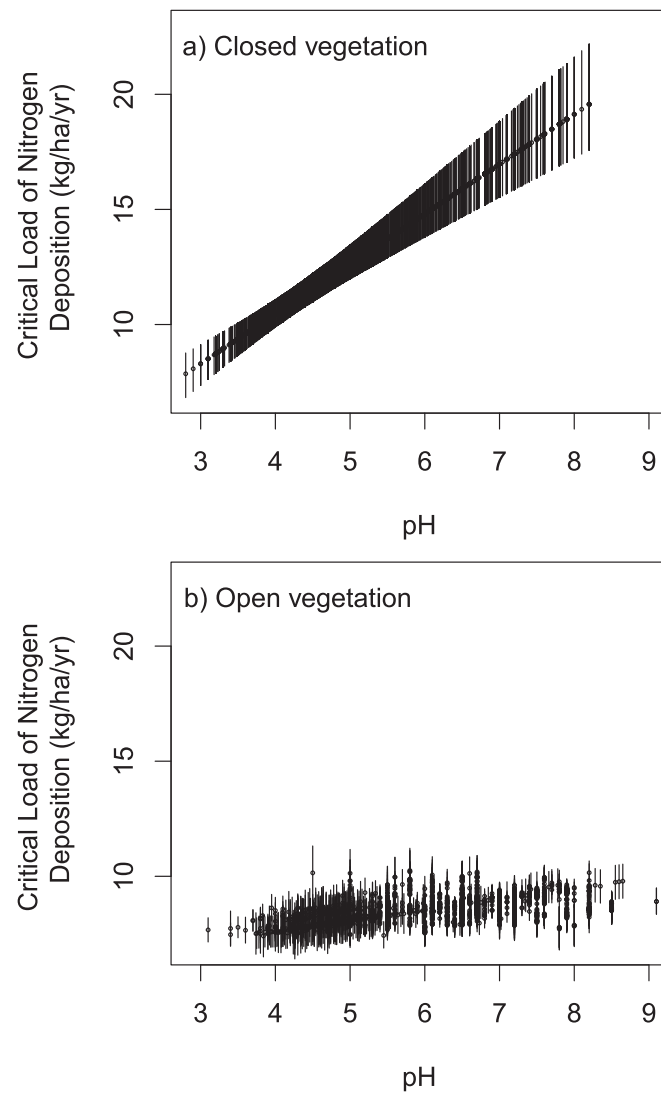 a) Closed vegetation
Critical Load of Nitrogen
Deposition (kg/ha/yr)
20
15
10
3 4 5 6 7 8 9
pH
b) Open vegetation
Critical Load of Nitrogen
Deposition (kg/ha/yr)
20
15
10
3 4 5 6 7 8 9
pH